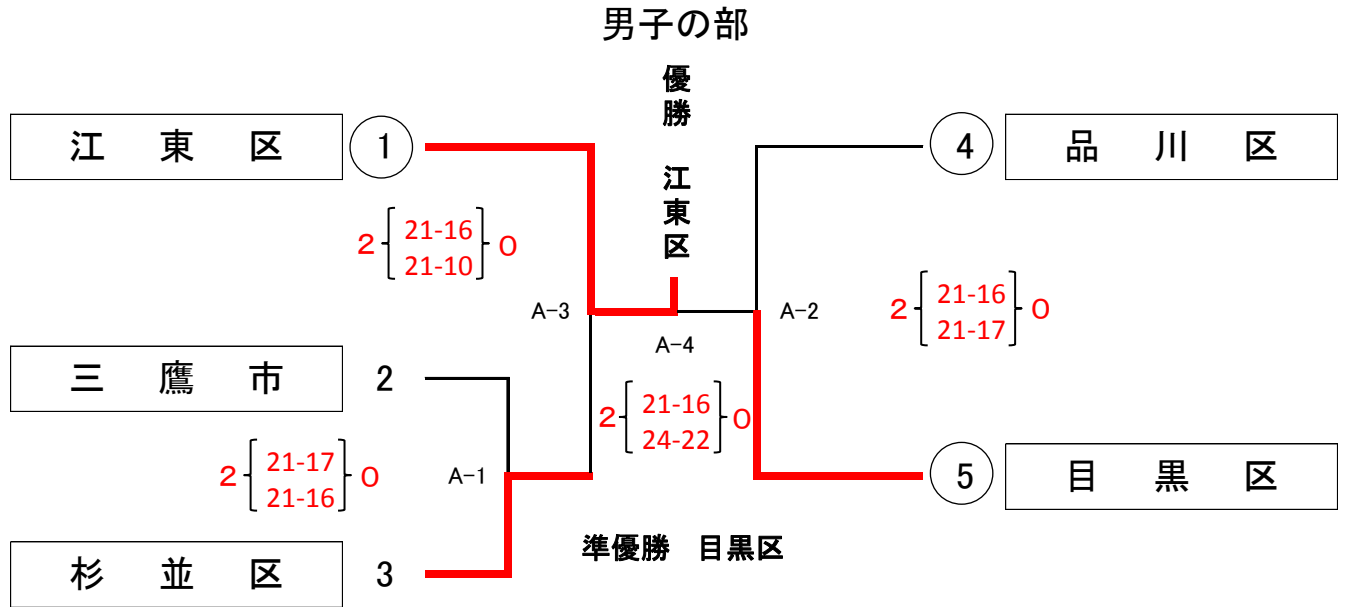 男子の部
優勝 江東区
江東区 ①
④ 品川区
2 [21-16 21-10] 0
A-3
A-2
2 [21-16 21-17] 0
A-4
三鷹市 2
2 [21-16 24-22] 0
2 [21-17 21-16] 0
A-1
⑤ 目黒区
準優勝 目黒区
杉並区 3